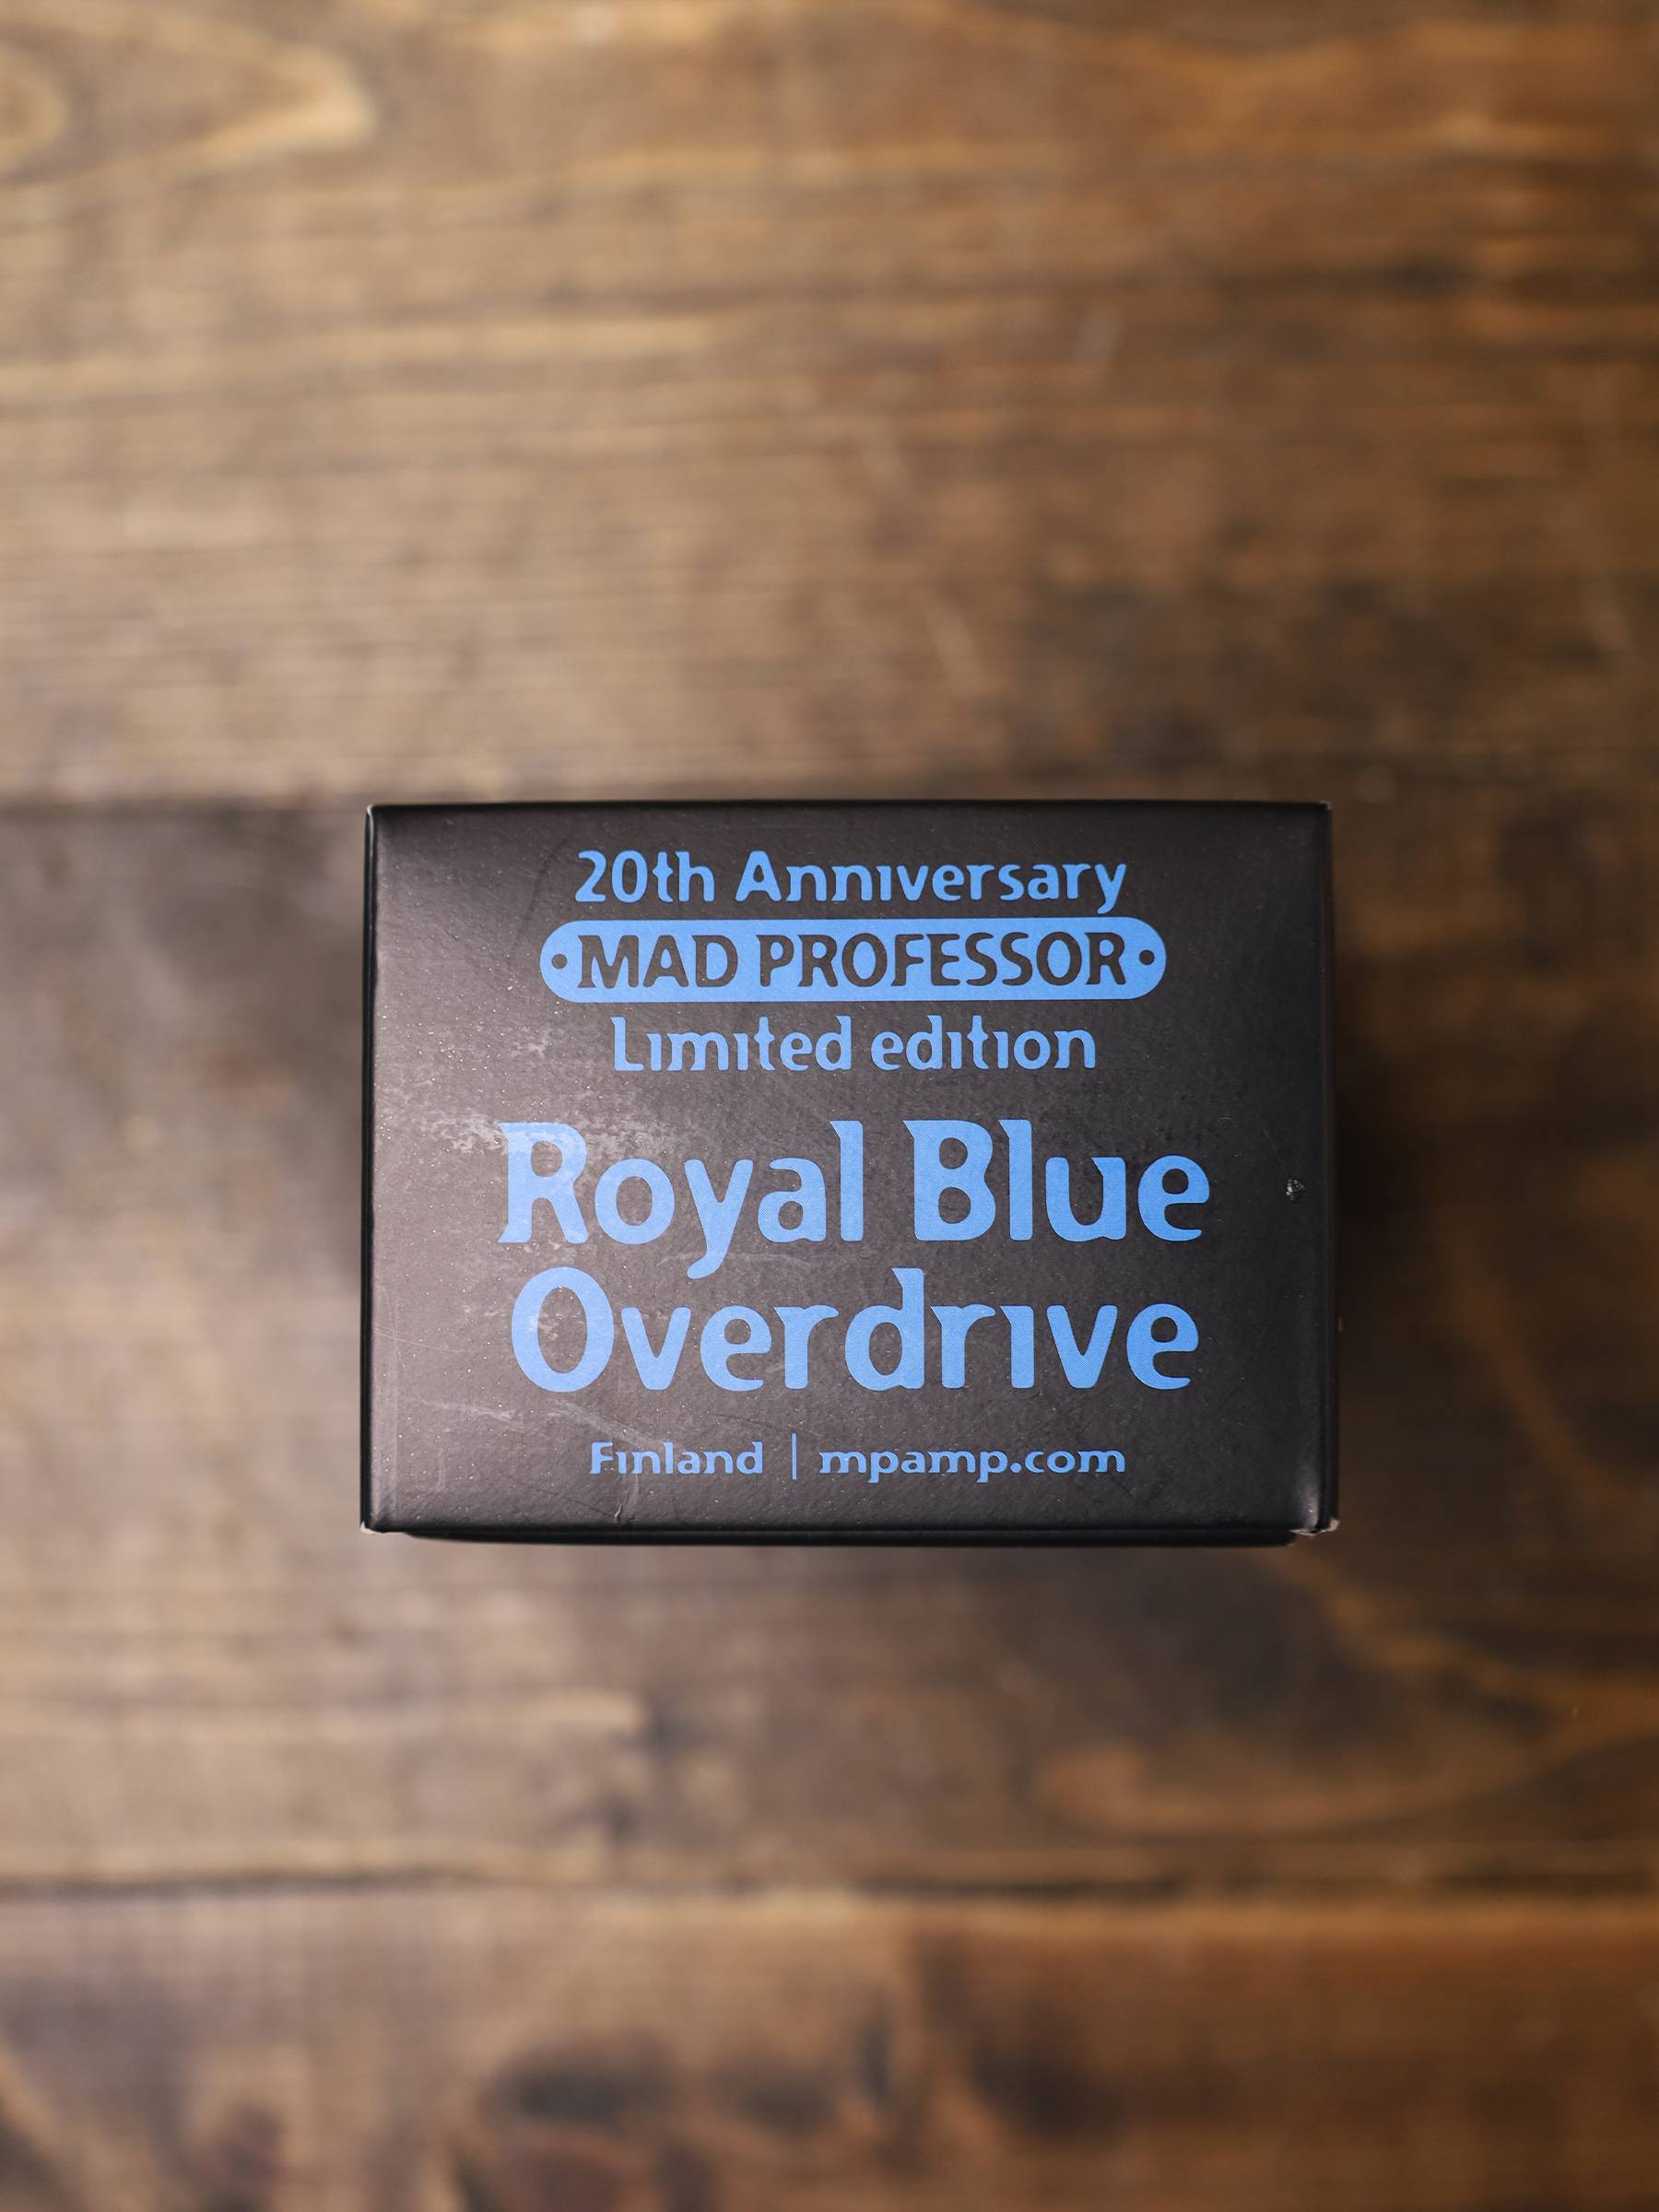 20th Anniversary
•MAD PROFESSOR•
Limited edition
Royal Blue
Overdrive
Finland | mpamp.com